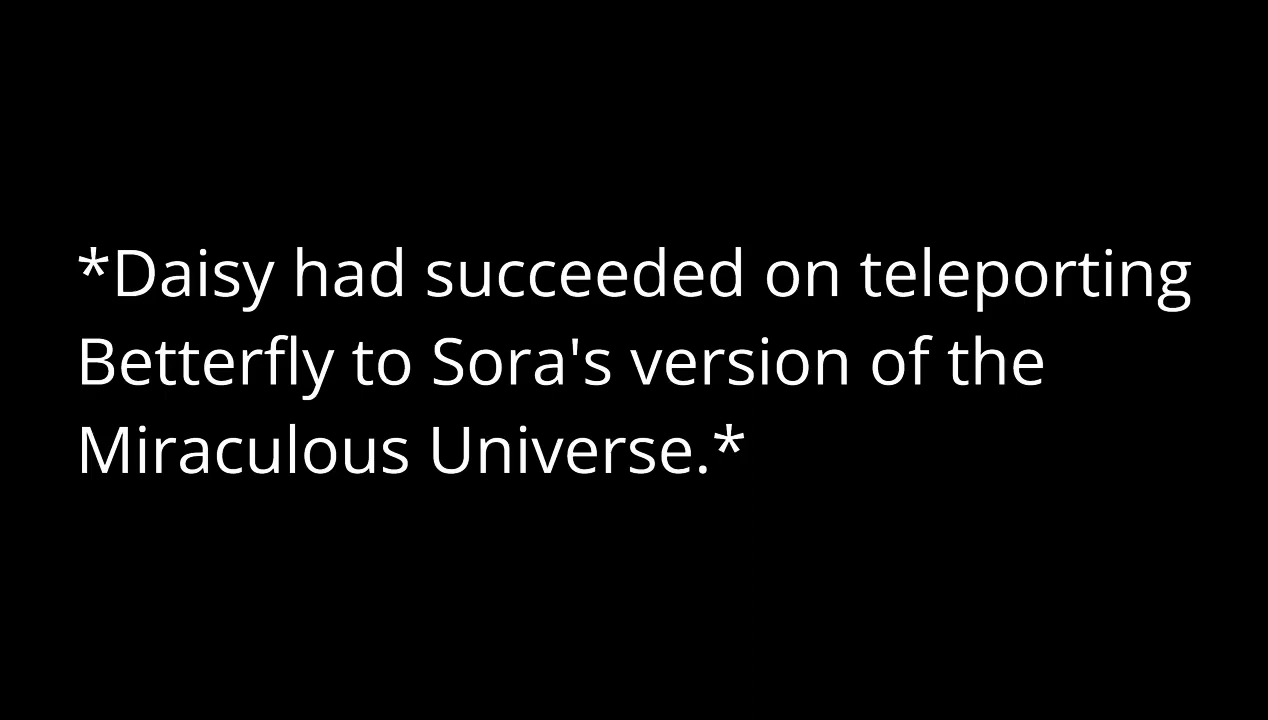 *Daisy had succeeded on teleporting
Betterfly to Sora's version of the
Miraculous Universe.*